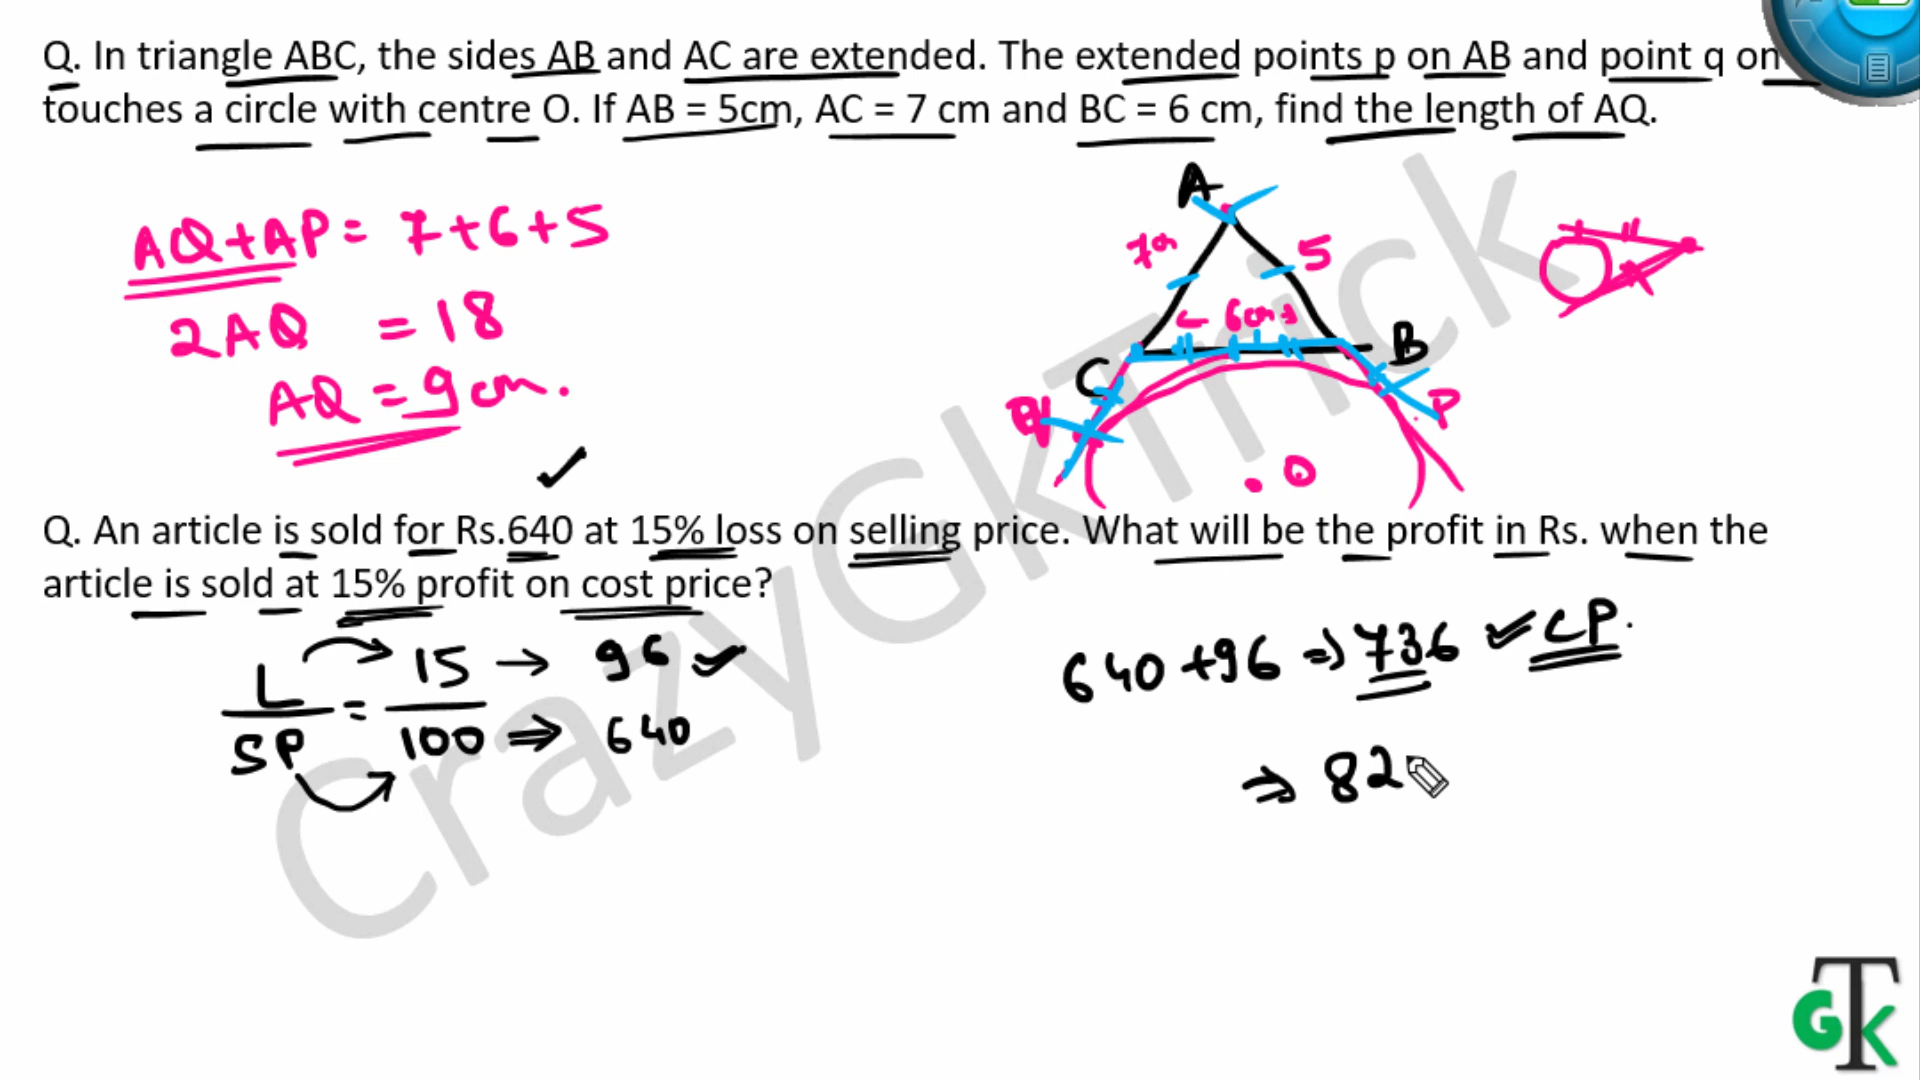 Q. In triangle ABC, the sides AB and AC are extended. The extended points p on AB and point q on
touches a circle with centre O. If AB = 5cm, AC = 7 cm and BC = 6 cm, find the length of AQ.
AQ+AP= 7+6+5
2AQ = 18
AQ = 9 cm.
A
7cm
5
6cm
C
B
P
O
Q. An article is sold for Rs.640 at 15% loss on selling price. What will be the profit in Rs. when the
article is sold at 15% profit on cost price?
L/SP = 15/100
15 → 96
100 ⇒ 640
640+96 ⇒ 736 ✓ CP.
⇒ 82
CrazyGkTrick
GTK